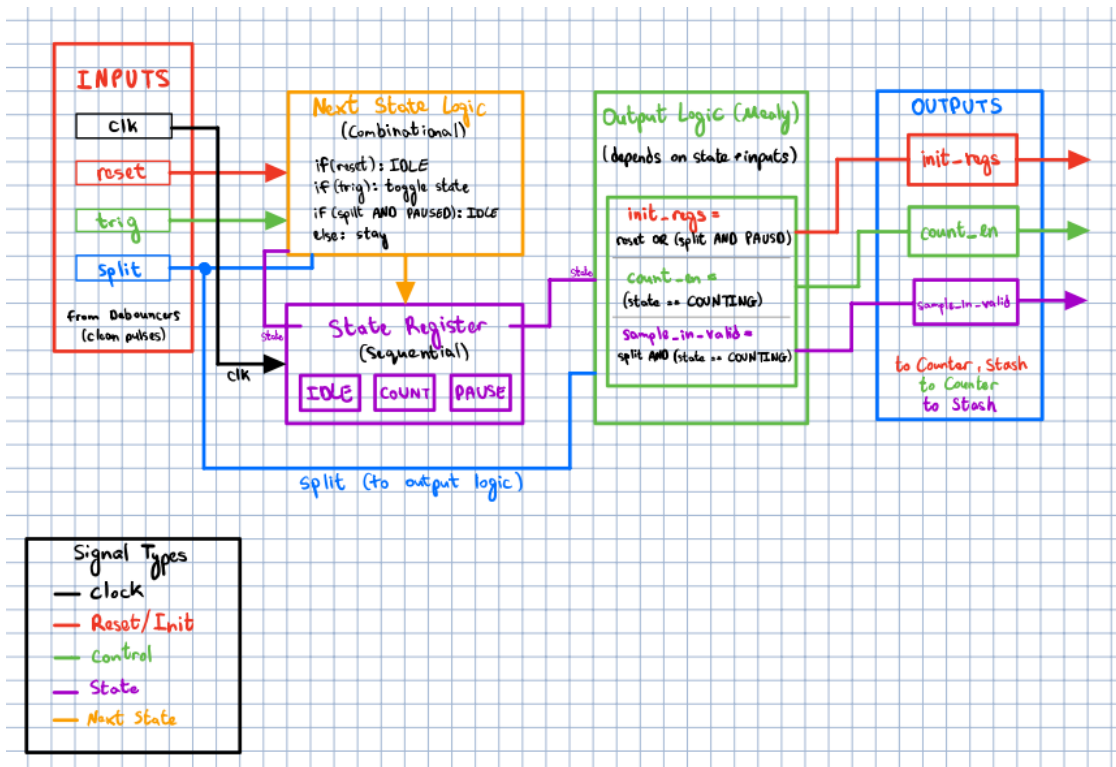 INPUTS
clk
reset
trig
split
from Debouncers
(clean pulses)
Next State Logic
(Combinational)
if(reset): IDLE
if(trig): toggle state
if(split AND PAUSED): IDLE
else: stay
State
clk
State Register
(Sequential)
IDLE
COUNT
PAUSE
State
split (to output logic)
Output Logic (Mealy)
(depends on state + inputs)
init_regs =
reset OR (split AND PAUSD)
count_en =
(state == COUNTING)
sample_in_valid =
split AND (state == COUNTING)
OUTPUTS
init_regs
count_en
sample_in_valid
to Counter, Stash
to Counter
to Stash
Signal Types
Clock
Reset/Init
Control
State
Next State